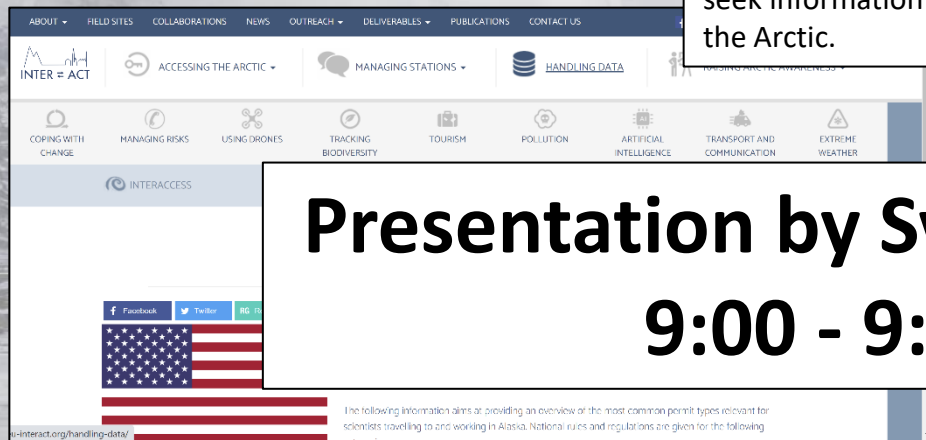 seek information
the Arctic.
ABOUT FIELD SITES COLLABORATIONS NEWS OUTREACH DELIVERABLES PUBLICATIONS CONTACT US
INTER ⇌ ACT
ACCESSING THE ARCTIC
MANAGING STATIONS
HANDLING DATA
RAISING ARCTIC AWARENESS
COPING WITH
CHANGE
MANAGING RISKS
USING DRONES
TRACKING
BIODIVERSITY
TOURISM
POLLUTION
ARTIFICIAL
INTELLIGENCE
TRANSPORT AND
COMMUNICATION
EXTREME
WEATHER
INTERACCESS
Presentation by
9:00 - 9:
Facebook
Twitter
RG
The following information aims at providing an overview of the most common permit types relevant for
scientists travelling to and working in Alaska. National rules and regulations are given for the following
u-interact.org/handling-data/